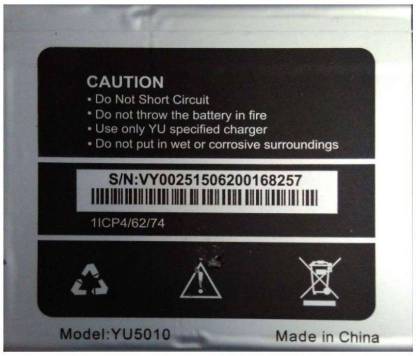 CAUTION
• Do Not Short Circuit
• Do not throw the battery in fire
• Use only YU specified charger
• Do not put in wet or corrosive surroundings
S/N:VY00251506200168257
1ICP4/62/74
Model:YU5010
Made in China